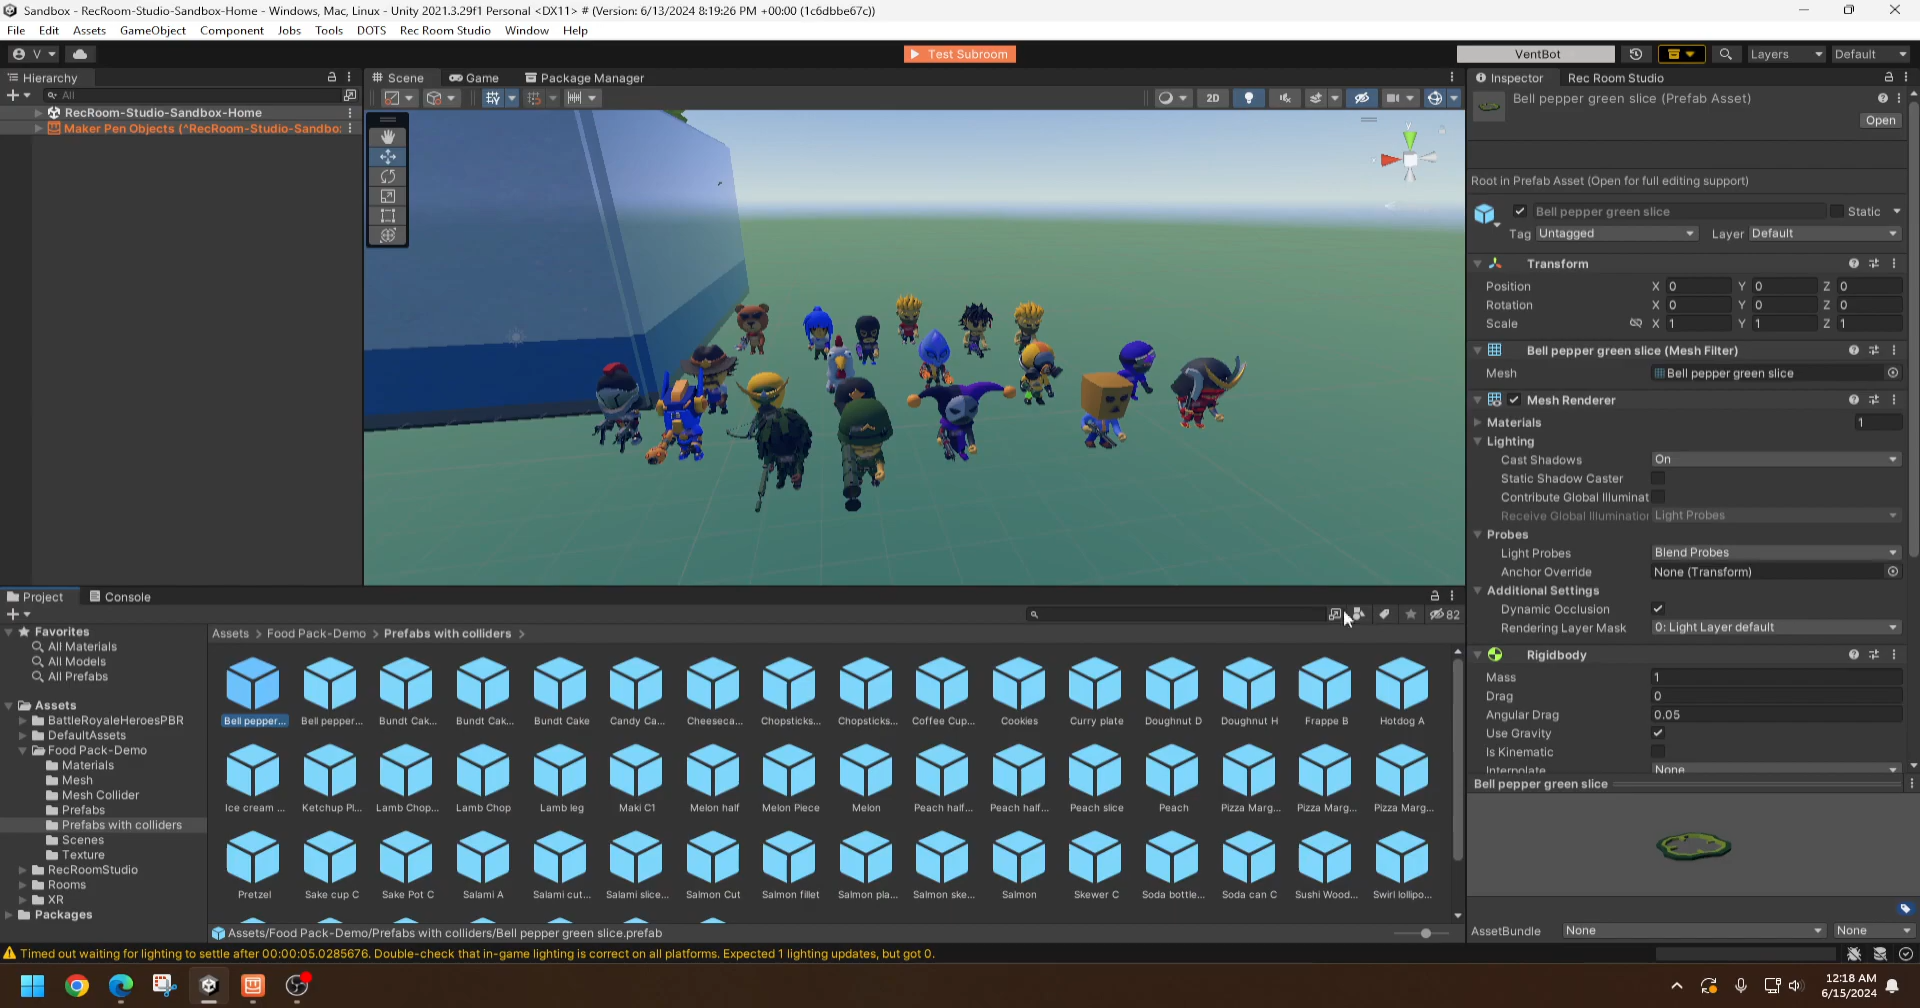 Sandbox - RecRoom-Studio-Sandbox-Home - Windows, Mac, Linux - Unity 2021.3.29f1 Personal <DX11> # (Version: 6/13/2024 8:19:26 PM +00:00 (1c6dbbe67c))
File Edit Assets GameObject Component Jobs Tools DOTS Rec Room Studio Window Help
V Test Subroom VentBot Layers Default
Hierarchy Scene Game Package Manager Inspector Rec Room Studio
All 2D Bell pepper green slice (Prefab Asset)
RecRoom-Studio-Sandbox-Home
Open
Maker Pen Objects (^RecRoom-Studio-Sandbo:
Root in Prefab Asset (Open for full editing support)
Bell pepper green slice Static
Tag Untagged Layer Default
Transform
Position X 0 Y 0 Z 0
Rotation X 0 Y 0 Z 0
Scale X 1 Y 1 Z 1
Bell pepper green slice (Mesh Filter)
Mesh Bell pepper green slice
Mesh Renderer
Materials 1
Lighting
Cast Shadows On
Static Shadow Caster
Contribute Global Illuminat
Receive Global Illumination Light Probes
Probes
Light Probes Blend Probes
Anchor Override None (Transform)
Additional Settings
Dynamic Occlusion
Rendering Layer Mask 0: Light Layer default
Rigidbody
Mass 1
Drag 0
Angular Drag 0.05
Use Gravity
Is Kinematic
Interpolate None
Bell pepper green slice
AssetBundle None None
Project Console
82
Favorites
All Materials
All Models
All Prefabs
Assets
BattleRoyaleHeroesPBR
DefaultAssets
Food Pack-Demo
Materials
Mesh
Mesh Collider
Prefabs
Prefabs with colliders
Scenes
Texture
RecRoomStudio
Rooms
XR
Packages
Assets > Food Pack-Demo > Prefabs with colliders >
Bell pepper... Bell pepper... Bundt Cak... Bundt Cak... Bundt Cake Candy Ca... Cheeseca... Chopsticks... Chopsticks... Coffee Cup... Cookies Curry plate Doughnut D Doughnut H Frappe B Hotdog A
Ice cream ... Ketchup Pl... Lamb Chop... Lamb Chop Lamb leg Maki C1 Melon half Melon Piece Melon Peach half... Peach half... Peach slice Peach Pizza Marg... Pizza Marg... Pizza Marg...
Pretzel Sake cup C Sake Pot C Salami A Salami cut... Salami slice... Salmon Cut Salmon fillet Salmon pla... Salmon ske... Salmon Skewer C Soda bottle... Soda can C Sushi Wood... Swirl lollipo...
Assets/Food Pack-Demo/Prefabs with colliders/Bell pepper green slice.prefab
Timed out waiting for lighting to settle after 00:00:05.0285676. Double-check that in-game lighting is correct on all platforms. Expected 1 lighting updates, but got 0.
12:18 AM
6/15/2024